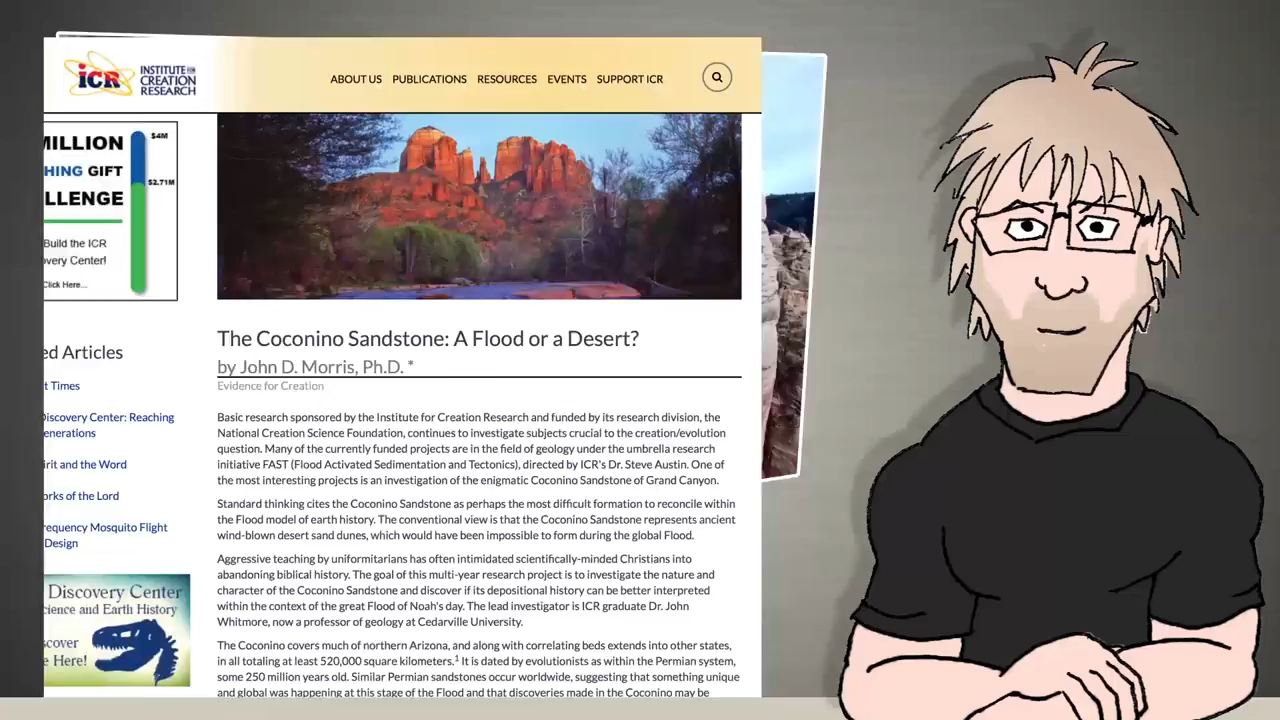 iCR
INSTITUTE FOR
CREATION
RESEARCH
ABOUT US PUBLICATIONS RESOURCES EVENTS SUPPORT ICR
MILLION
HING GIFT
LLENGE
$4M
$2.71M
Build the ICR
very Center!
Click Here...
ed Articles
t Times
Discovery Center: Reaching
enerations
irit and the Word
orks of the Lord
requency Mosquito Flight
Design
Discovery Center
cience and Earth History
scover
e Here!
The Coconino Sandstone: A Flood or a Desert?
by John D. Morris, Ph.D. *
Evidence for Creation
Basic research sponsored by the Institute for Creation Research and funded by its research division, the
National Creation Science Foundation, continues to investigate subjects crucial to the creation/evolution
question. Many of the currently funded projects are in the field of geology under the umbrella research
initiative FAST (Flood Activated Sedimentation and Tectonics), directed by ICR's Dr. Steve Austin. One of
the most interesting projects is an investigation of the enigmatic Coconino Sandstone of Grand Canyon.
Standard thinking cites the Coconino Sandstone as perhaps the most difficult formation to reconcile within
the Flood model of earth history. The conventional view is that the Coconino Sandstone represents ancient
wind-blown desert sand dunes, which would have been impossible to form during the global Flood.
Aggressive teaching by uniformitarians has often intimidated scientifically-minded Christians into
abandoning biblical history. The goal of this multi-year research project is to investigate the nature and
character of the Coconino Sandstone and discover if its depositional history can be better interpreted
within the context of the great Flood of Noah's day. The lead investigator is ICR graduate Dr. John
Whitmore, now a professor of geology at Cedarville University.
The Coconino covers much of northern Arizona, and along with correlating beds extends into other states,
in all totaling at least 520,000 square kilometers.1 It is dated by evolutionists as within the Permian system,
some 250 million years old. Similar Permian sandstones occur worldwide, suggesting that something unique
and global was happening at this stage of the Flood and that discoveries made in the Coconino may be